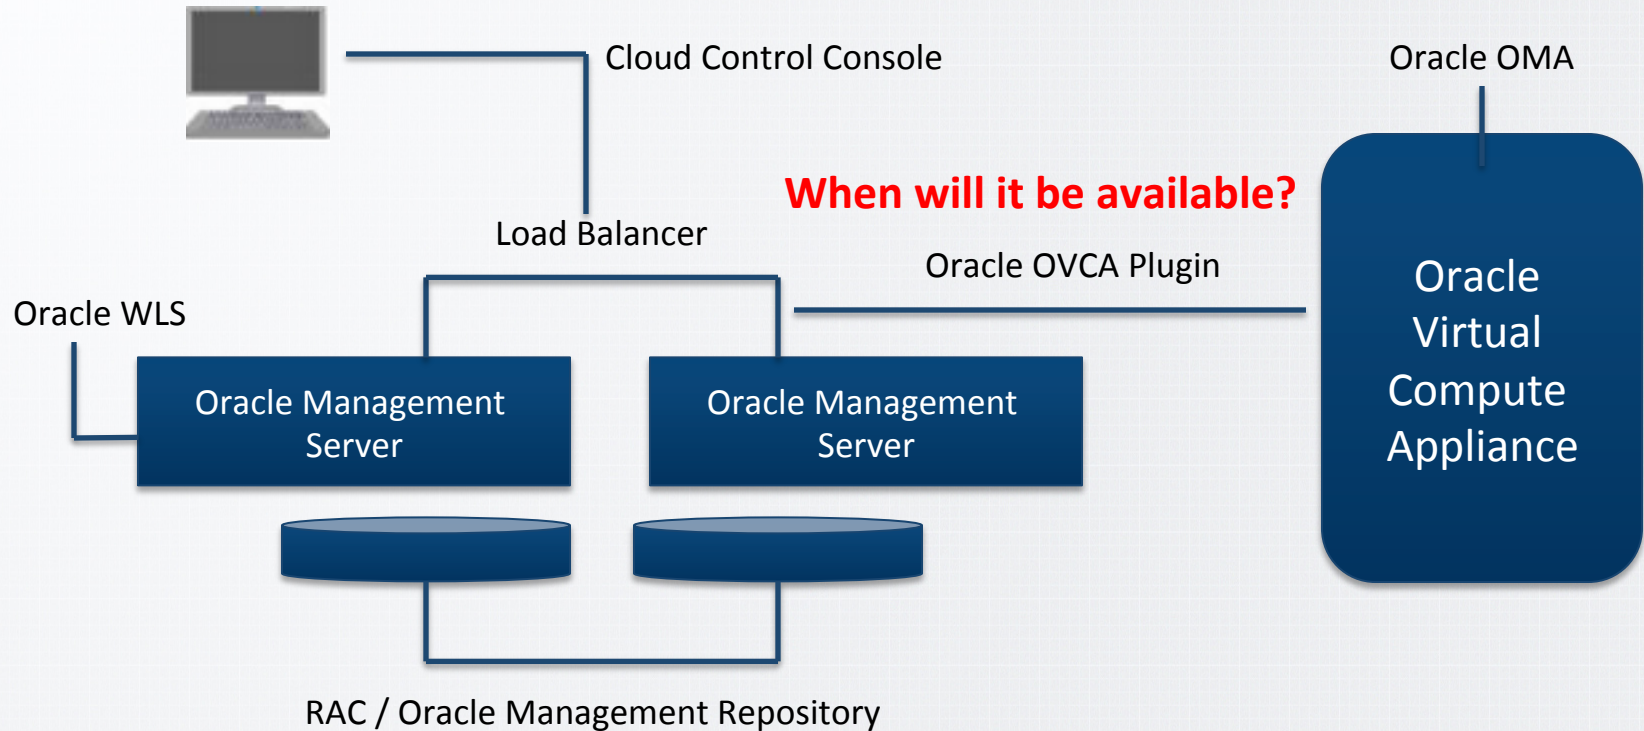 Cloud Control Console
Oracle OMA
When will it be available?
Load Balancer
Oracle OVCA Plugin
Oracle WLS
Oracle Management
Server
Oracle Management
Server
Oracle
Virtual
Compute
Appliance
RAC / Oracle Management Repository